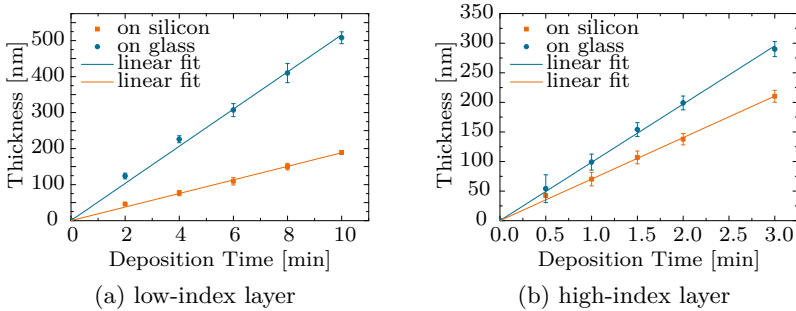 on silicon
on glass
linear fit
linear fit
Thickness [nm]
500
400
300
200
100
0
0 2 4 6 8 10
Deposition Time [min]
(a) low-index layer
on silicon
on glass
linear fit
linear fit
Thickness [nm]
350
300
250
200
150
100
50
0
0.0 0.5 1.0 1.5 2.0 2.5 3.0
Deposition Time [min]
(b) high-index layer